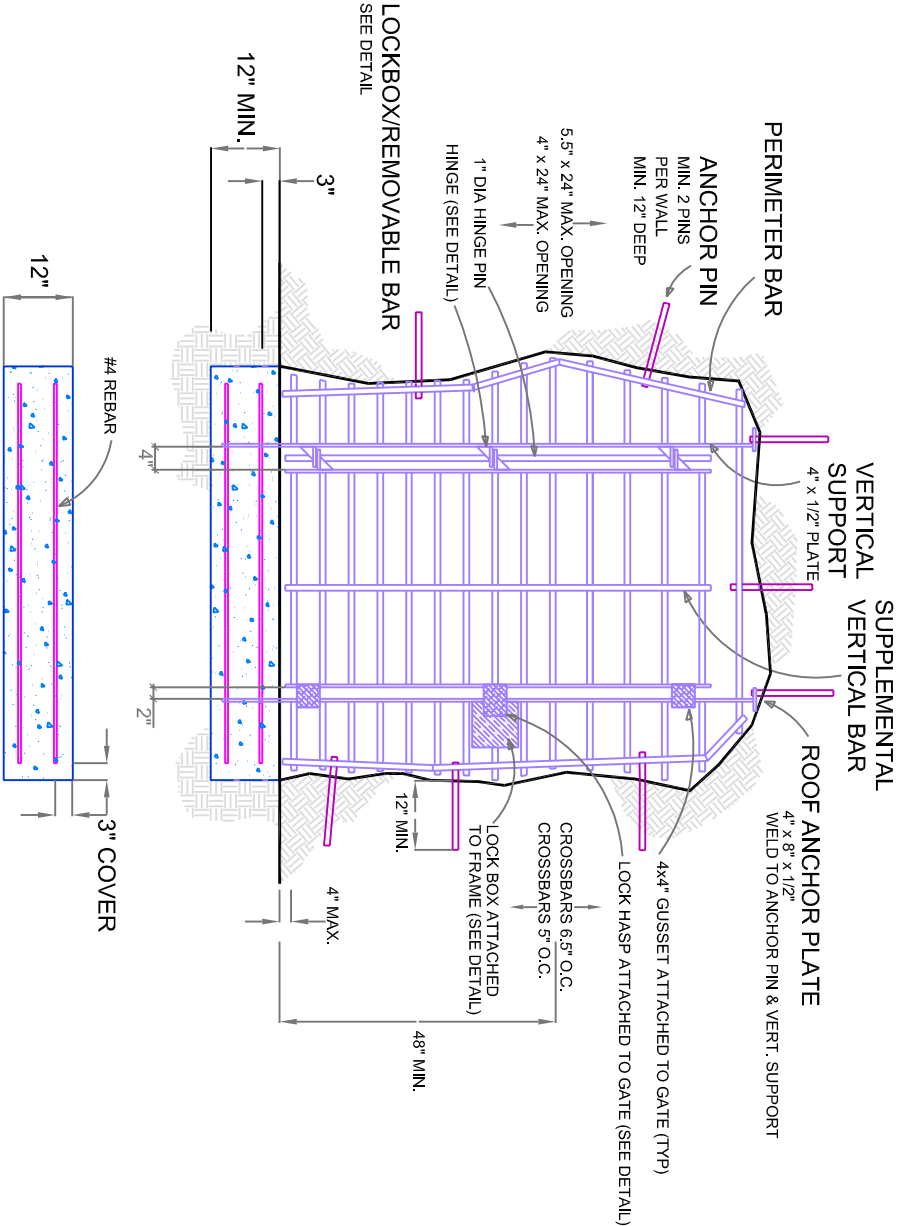 SUPPLEMENTAL
VERTICAL BAR
VERTICAL
SUPPORT
4" x 1/2" PLATE
ROOF ANCHOR PLATE
4" x 8" x 1/2"
WELD TO ANCHOR PIN & VERT. SUPPORT
PERIMETER BAR
ANCHOR PIN
MIN. 2 PINS
PER WALL
MIN. 12" DEEP
5.5" x 24" MAX. OPENING
4" x 24" MAX. OPENING
1" DIA HINGE PIN
HINGE (SEE DETAIL)
LOCKBOX/REMOVABLE BAR
SEE DETAIL
4x4" GUSSET ATTACHED TO GATE (TYP)
LOCK HASP ATTACHED TO GATE (SEE DETAIL)
CROSSBARS 6.5" O.C.
CROSSBARS 5" O.C.
LOCK BOX ATTACHED
TO FRAME (SEE DETAIL)
12" MIN.
48" MIN.
4" MAX.
3"
12" MIN.
4"
2"
#4 REBAR
12"
3" COVER